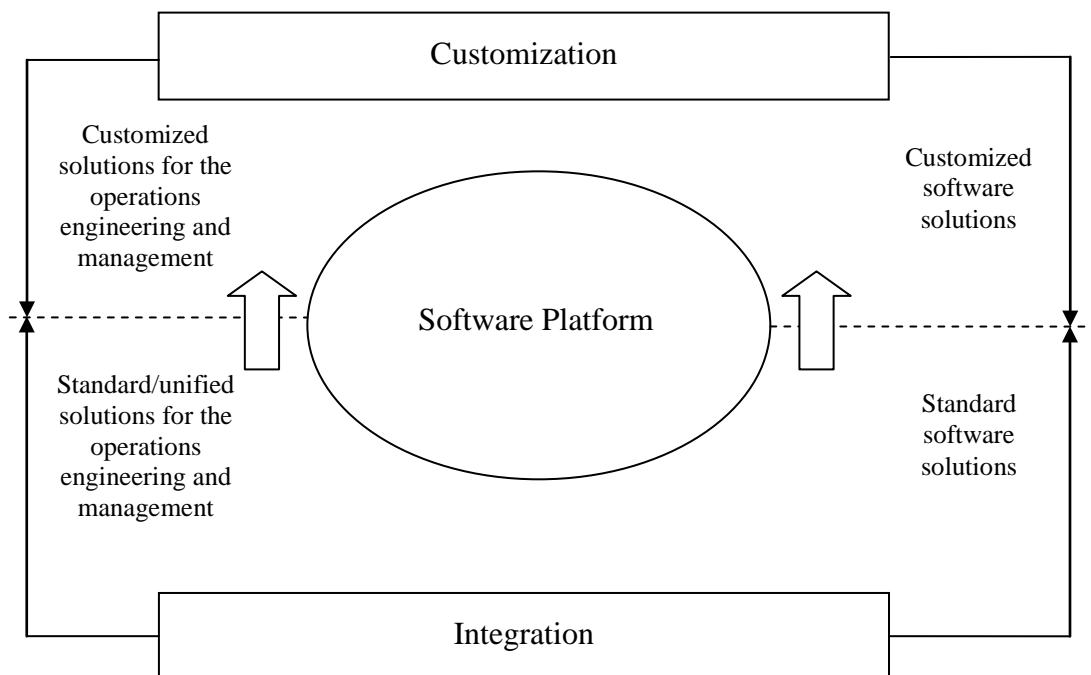 Customization
Customized
solutions for the
operations
engineering and
management
Customized
software
solutions
Software Platform
Standard/unified
solutions for the
operations
engineering and
management
Standard
software
solutions
Integration